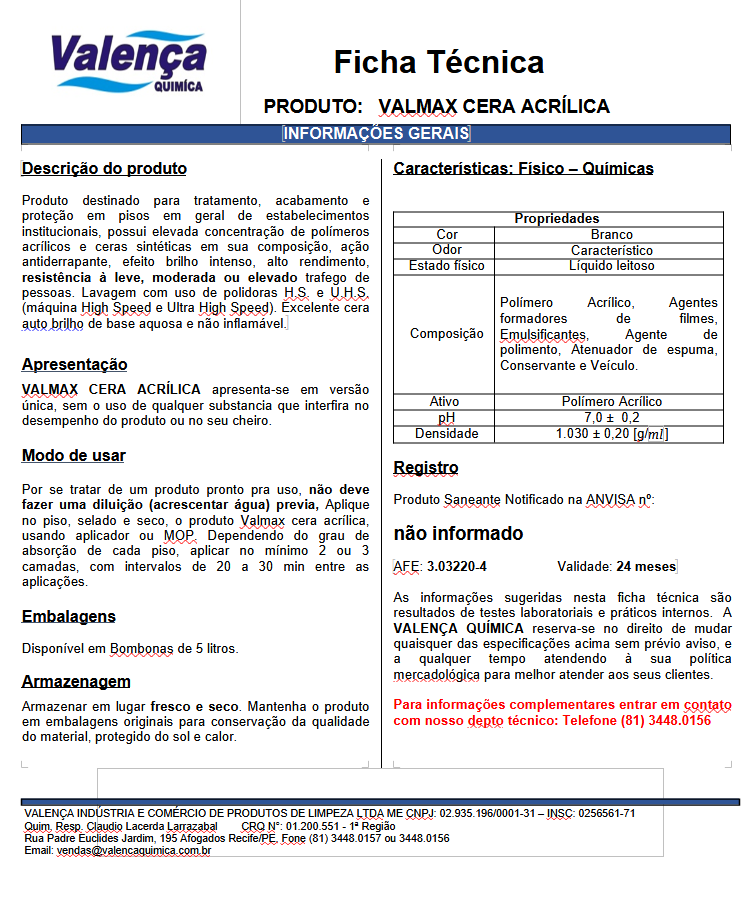 Valença
QUIMÍCA
Ficha Técnica
PRODUTO: VALMAX CERA ACRÍLICA
INFORMAÇÕES GERAIS
Descrição do produto
Produto destinado para tratamento, acabamento e
proteção em pisos em geral de estabelecimentos
institucionais, possui elevada concentração de polímeros
acrílicos e ceras sintéticas em sua composição, ação
antiderrapante, efeito brilho intenso, alto rendimento,
resistência à leve, moderada ou elevado trafego de
pessoas. Lavagem com uso de polidoras H.S. e U.H.S.
(máquina High Speed e Ultra High Speed). Excelente cera
auto brilho de base aquosa e não inflamável.
Apresentação
VALMAX CERA ACRÍLICA apresenta-se em versão
única, sem o uso de qualquer substancia que interfira no
desempenho do produto ou no seu cheiro.
Modo de usar
Por se tratar de um produto pronto pra uso, não deve
fazer uma diluição (acrescentar água) previa, Aplique
no piso, selado e seco, o produto Valmax cera acrílica,
usando aplicador ou MOP. Dependendo do grau de
absorção de cada piso, aplicar no mínimo 2 ou 3
camadas, com intervalos de 20 a 30 min entre as
aplicações.
Embalagens
Disponível em Bombonas de 5 litros.
Armazenagem
Armazenar em lugar fresco e seco. Mantenha o produto
em embalagens originais para conservação da qualidade
do material, protegido do sol e calor.
Características: Físico – Químicas
Propriedades
Cor Branco
Odor Característico
Estado físico Líquido leitoso
Composição
Polímero Acrílico, Agentes
formadores de filmes,
Emulsificantes, Agente de
polimento, Atenuador de espuma,
Conservante e Veículo.
Ativo Polímero Acrílico
pH 7,0 ± 0,2
Densidade 1.030 ± 0,20 [g/ml]
Registro
Produto Saneante Notificado na ANVISA nº:
não informado
AFE: 3.03220-4 Validade: 24 meses
As informações sugeridas nesta ficha técnica são
resultados de testes laboratoriais e práticos internos. A
VALENÇA QUÍMICA reserva-se no direito de mudar
quaisquer das especificações acima sem prévio aviso, e
a qualquer tempo atendendo à sua política
mercadológica para melhor atender aos seus clientes.
Para informações complementares entrar em contato
com nosso depto técnico: Telefone (81) 3448.0156
VALENÇA INDÚSTRIA E COMÉRCIO DE PRODUTOS DE LIMPEZA LTDA ME CNPJ: 02.935.196/0001-31 – INSC: 0256561-71
Quim. Resp. Claudio Lacerda Larrazabal CRQ N°: 01.200.551 - 1ª Região
Rua Padre Euclides Jardim, 195 Afogados Recife/PE, Fone (81) 3448.0157 ou 3448.0156
Email: vendas@valencaquimica.com.br